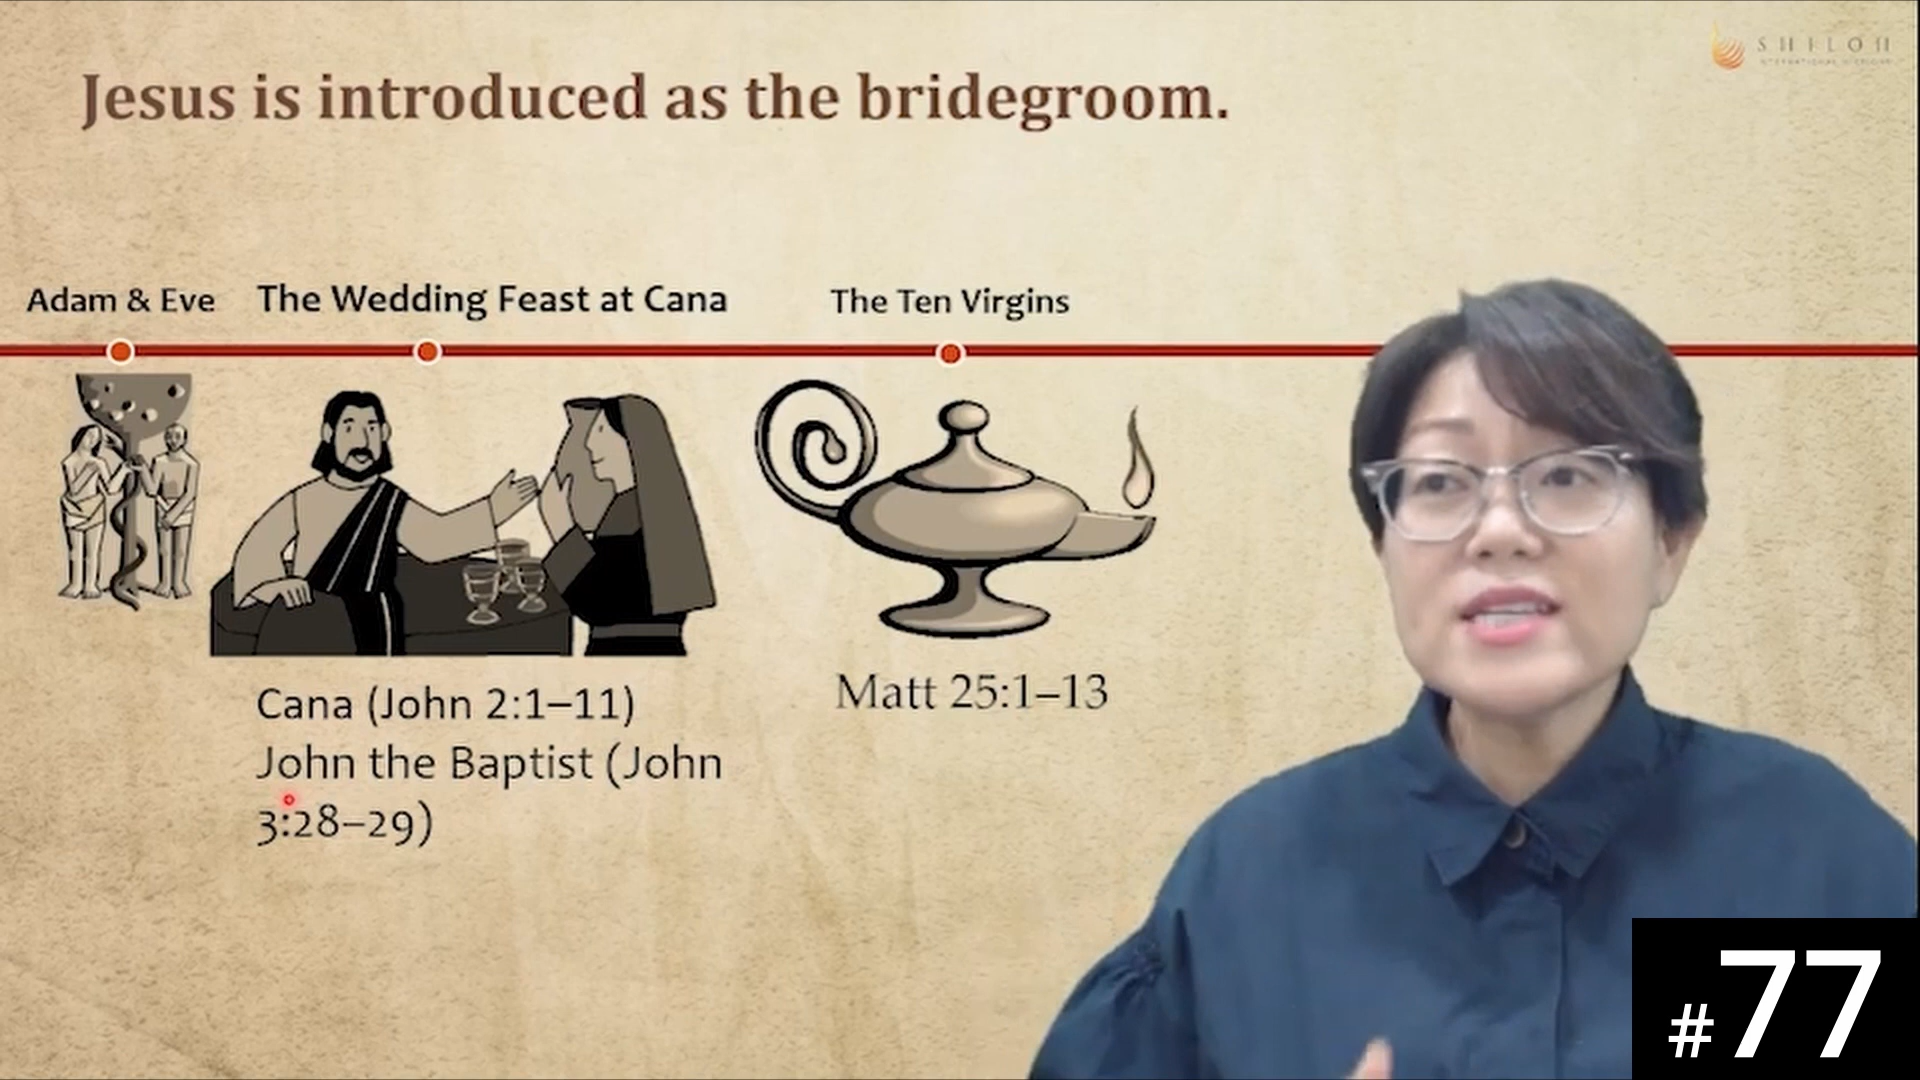 SHILOH
Jesus is introduced as the bridegroom.
Adam & Eve
The Wedding Feast at Cana
The Ten Virgins
Cana (John 2:1–11)
John the Baptist (John
3:28–29)
Matt 25:1–13
#77